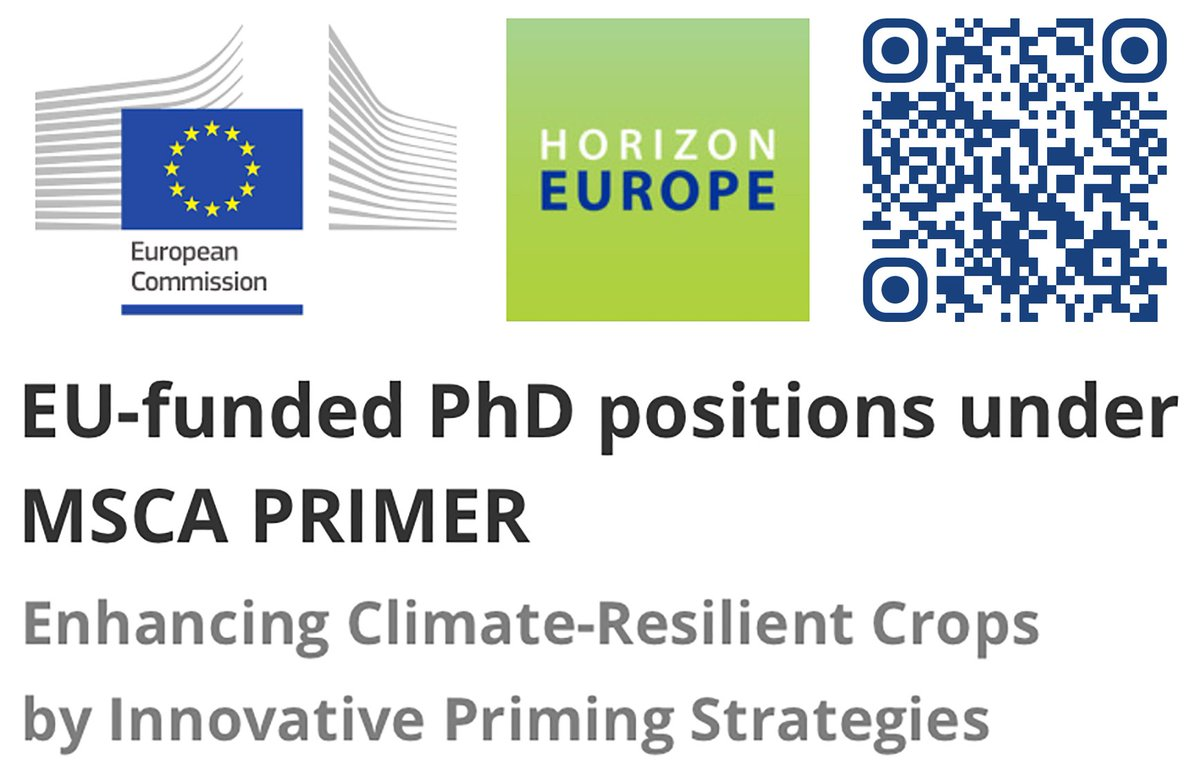 European
Commission
HORIZON
EUROPE
EU-funded PhD positions under
MSCA PRIMER
Enhancing Climate-Resilient Crops
by Innovative Priming Strategies